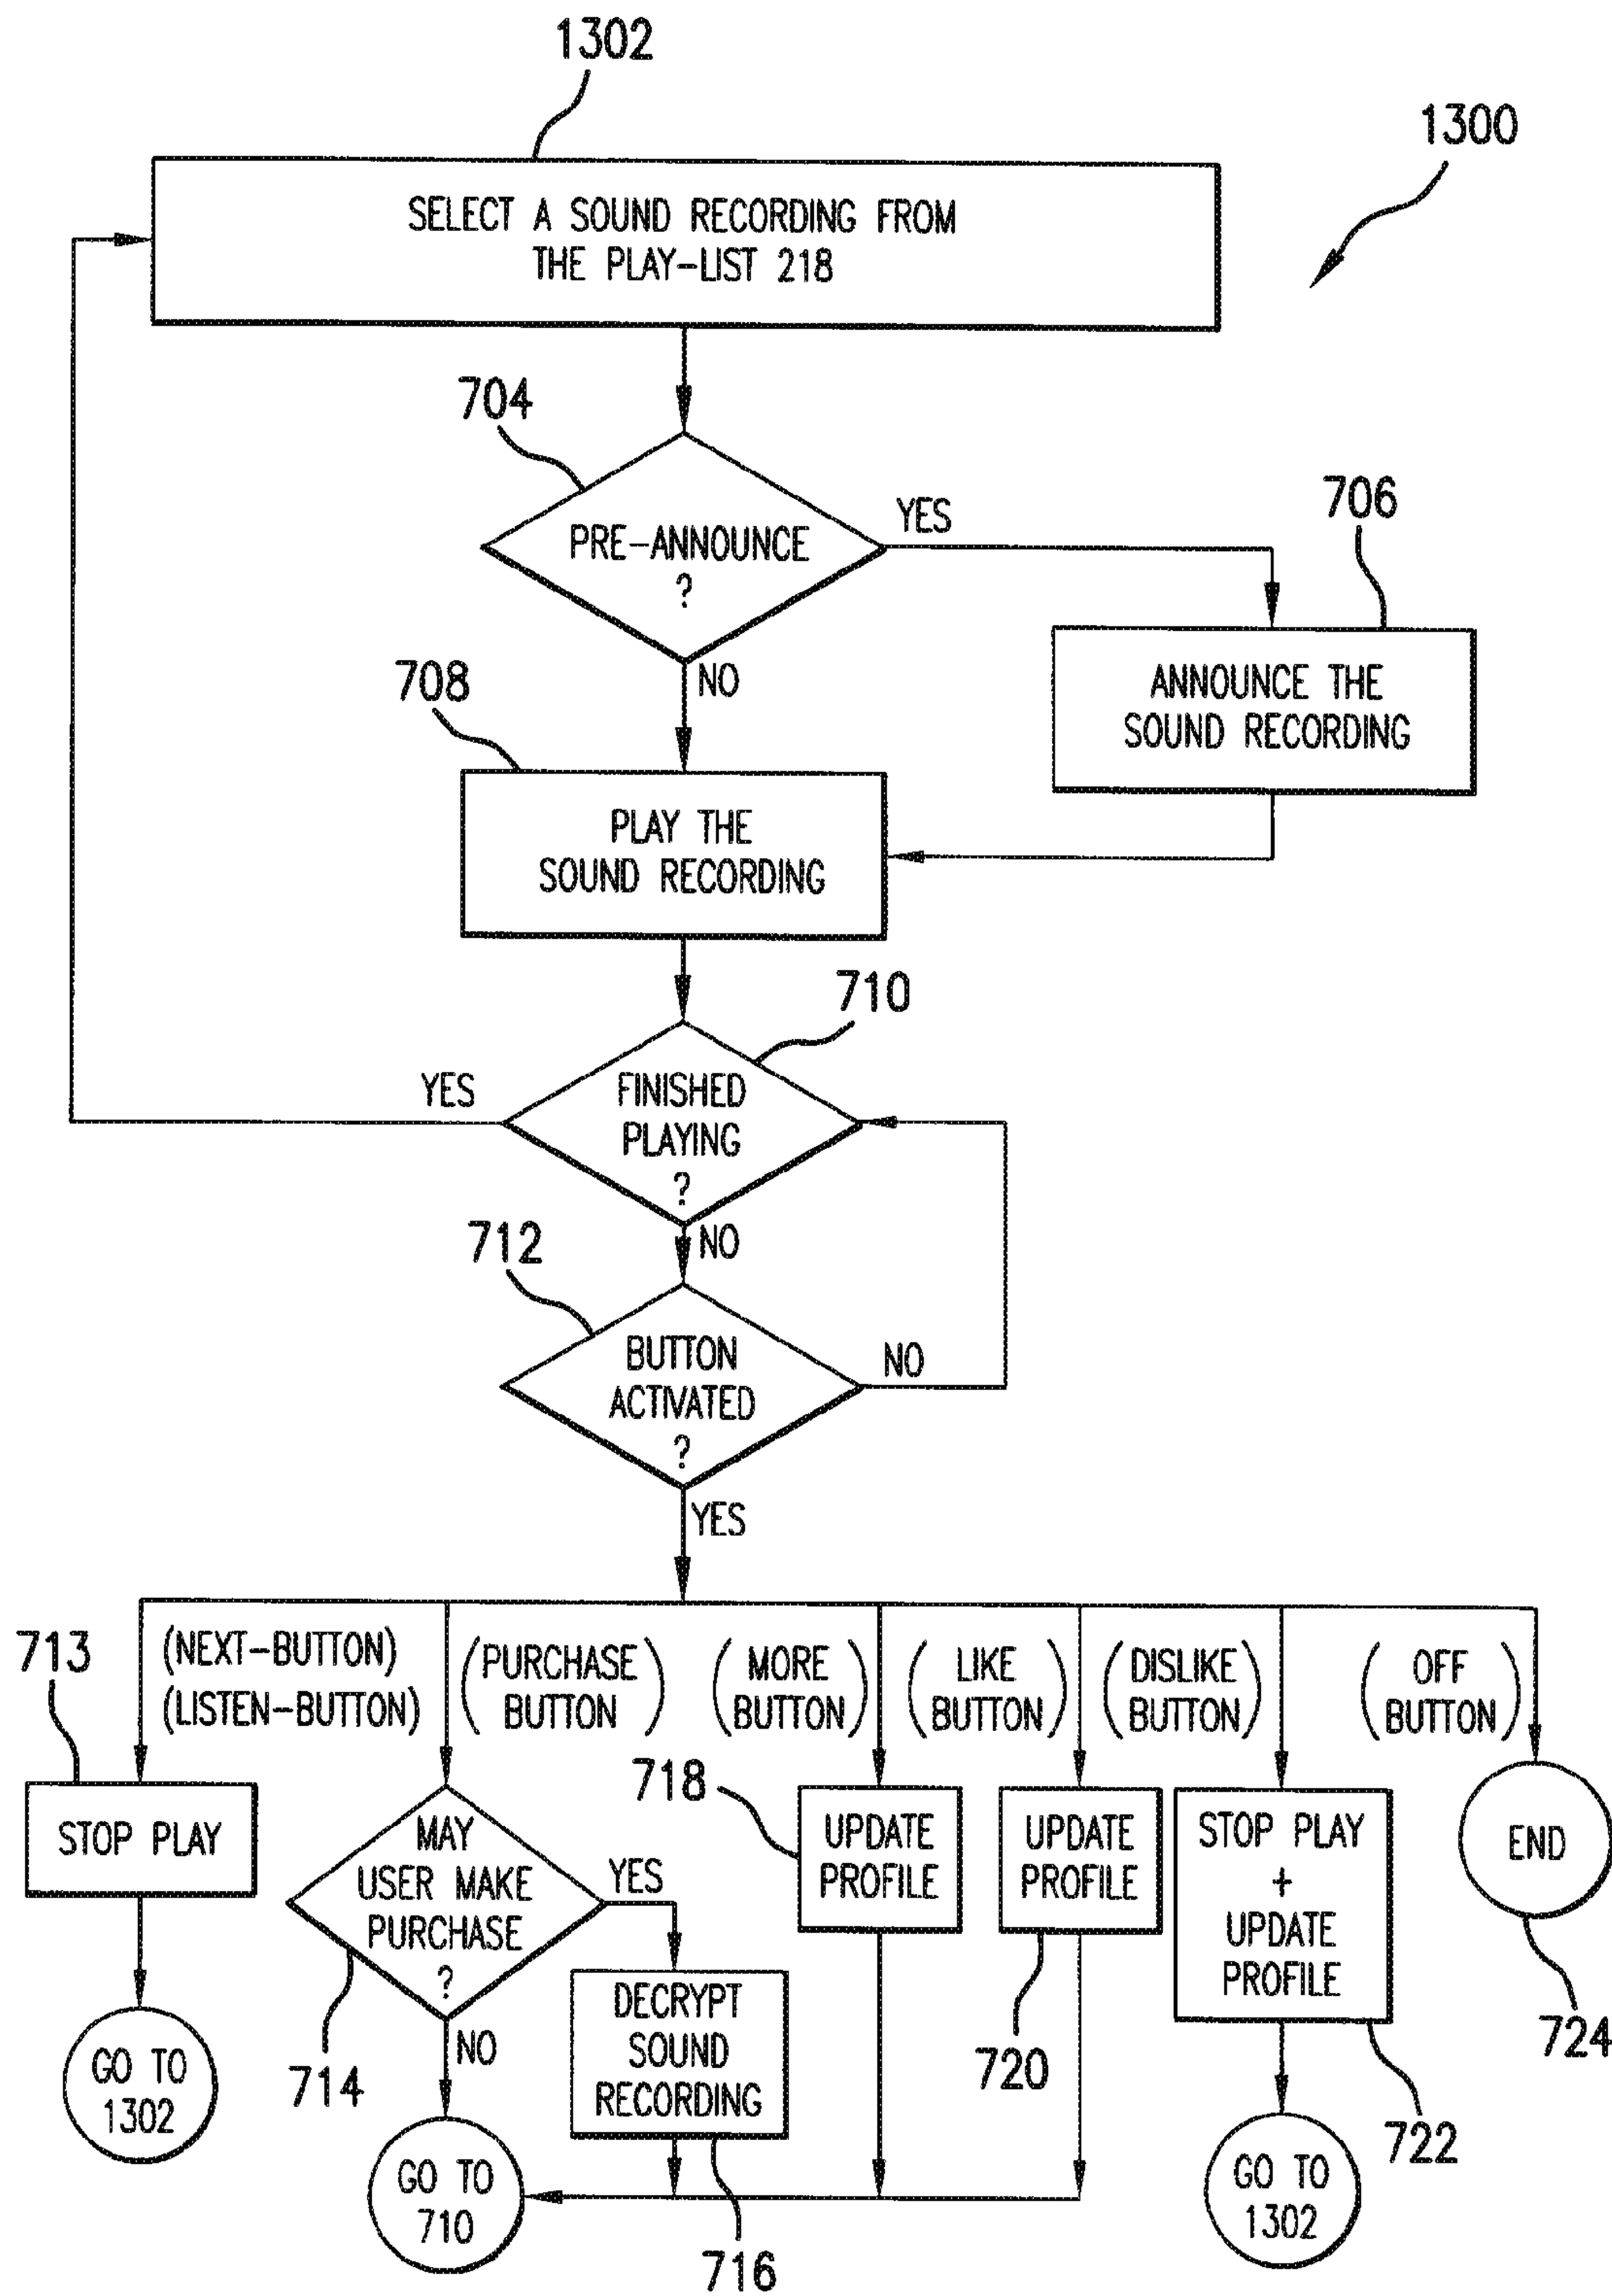 1302
1300
SELECT A SOUND RECORDING FROM
THE PLAY-LIST 218
704
PRE-ANNOUNCE
?
YES
NO
706
ANNOUNCE THE
SOUND RECORDING
708
PLAY THE
SOUND RECORDING
710
FINISHED
PLAYING
?
YES
NO
712
BUTTON
ACTIVATED
?
NO
YES
713
(NEXT-BUTTON)
(LISTEN-BUTTON)
(PURCHASE
BUTTON)
(MORE
BUTTON)
(LIKE
BUTTON)
(DISLIKE
BUTTON)
(OFF
BUTTON)
STOP PLAY
GO TO
1302
MAY
USER MAKE
PURCHASE
?
YES
NO
714
DECRYPT
SOUND
RECORDING
716
GO TO
710
718
UPDATE
PROFILE
UPDATE
PROFILE
720
STOP PLAY
+
UPDATE
PROFILE
722
GO TO
1302
END
724